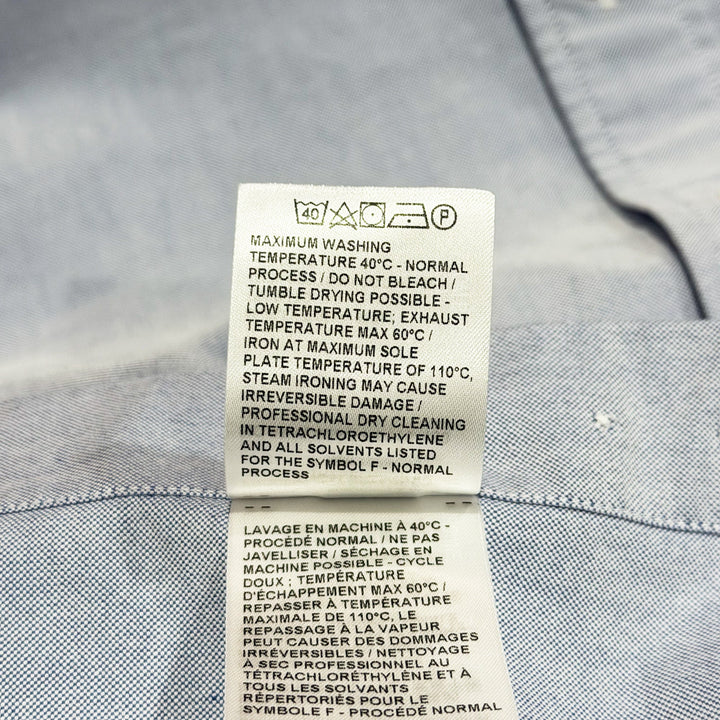 40 P
MAXIMUM WASHING
TEMPERATURE 40°C - NORMAL
PROCESS / DO NOT BLEACH /
TUMBLE DRYING POSSIBLE -
LOW TEMPERATURE; EXHAUST
TEMPERATURE MAX 60°C /
IRON AT MAXIMUM SOLE
PLATE TEMPERATURE OF 110°C,
STEAM IRONING MAY CAUSE
IRREVERSIBLE DAMAGE /
PROFESSIONAL DRY CLEANING
IN TETRACHLOROETHYLENE
AND ALL SOLVENTS LISTED
FOR THE SYMBOL F - NORMAL
PROCESS
LAVAGE EN MACHINE À 40°C -
PROCÉDÉ NORMAL / NE PAS
JAVELLISER / SÉCHAGE EN
MACHINE POSSIBLE - CYCLE
DOUX ; TEMPÉRATURE
D'ÉCHAPPEMENT MAX 60°C /
REPASSER À TEMPÉRATURE
MAXIMALE DE 110°C, LE
REPASSAGE À LA VAPEUR
PEUT CAUSER DES DOMMAGES
IRRÉVERSIBLES / NETTOYAGE
À SEC PROFESSIONNEL AU
TÉTRACHLORÉTHYLÈNE ET À
TOUS LES SOLVANTS
RÉPERTORIÉS POUR LE
SYMBOLE F - PROCÉDÉ NORMAL